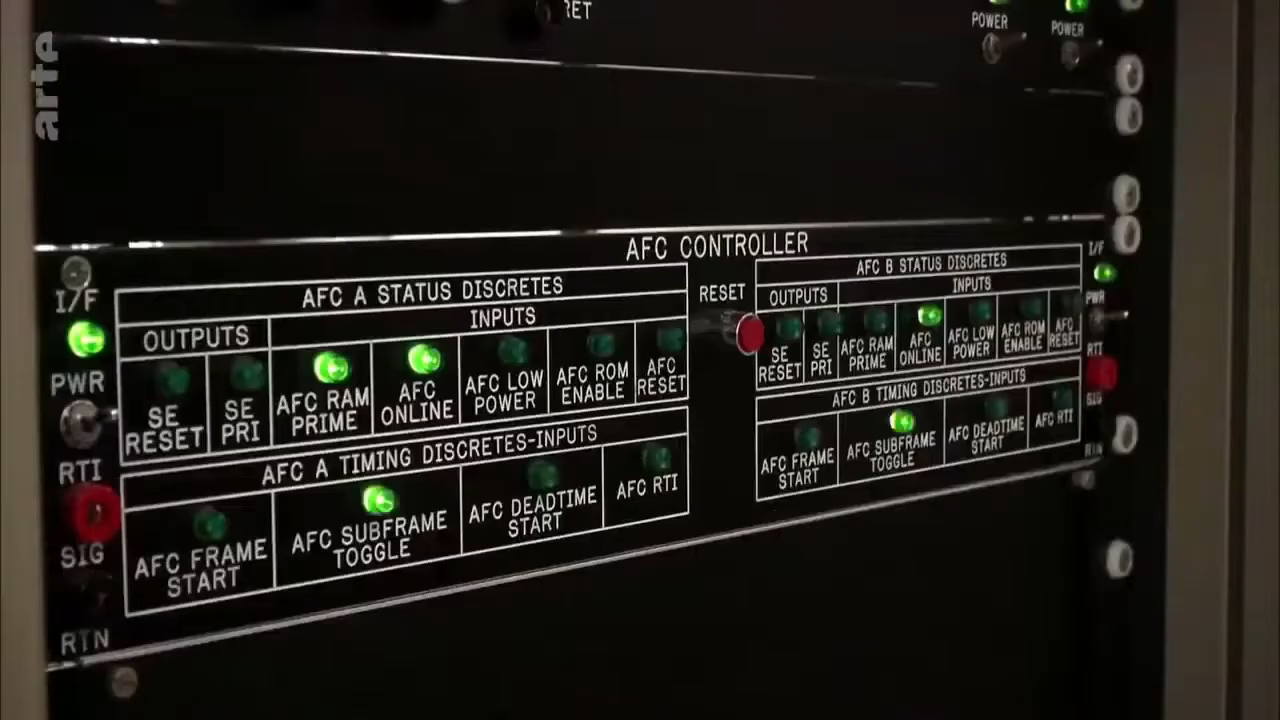 arte
RET
POWER
POWER
AFC CONTROLLER
I/F
PWR
RTI
SIG
RTN
AFC A STATUS DISCRETES
OUTPUTS
INPUTS
SE
RESET
SE
PRI
AFC RAM
PRIME
AFC
ONLINE
AFC LOW
POWER
AFC ROM
ENABLE
AFC
RESET
AFC A TIMING DISCRETES-INPUTS
AFC FRAME
START
AFC SUBFRAME
TOGGLE
AFC DEADTIME
START
AFC RTI
RESET
AFC B STATUS DISCRETES
OUTPUTS
INPUTS
SE
RESET
SE
PRI
AFC RAM
PRIME
AFC
ONLINE
AFC LOW
POWER
AFC ROM
ENABLE
AFC
RESET
AFC B TIMING DISCRETES-INPUTS
AFC FRAME
START
AFC SUBFRAME
TOGGLE
AFC DEADTIME
START
AFC RTI
I/F
PWR
RTI
SIG
RTN